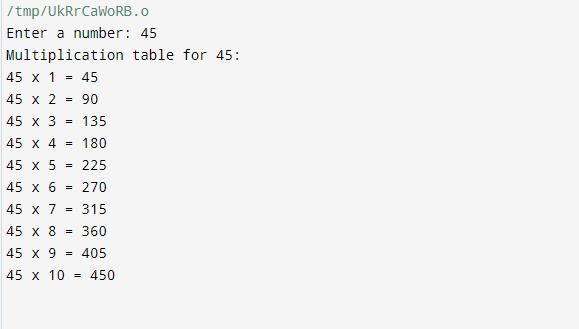 /tmp/UkRrCaWoRB.o
Enter a number: 45
Multiplication table for 45:
45 x 1 = 45
45 x 2 = 90
45 x 3 = 135
45 x 4 = 180
45 x 5 = 225
45 x 6 = 270
45 x 7 = 315
45 x 8 = 360
45 x 9 = 405
45 x 10 = 450